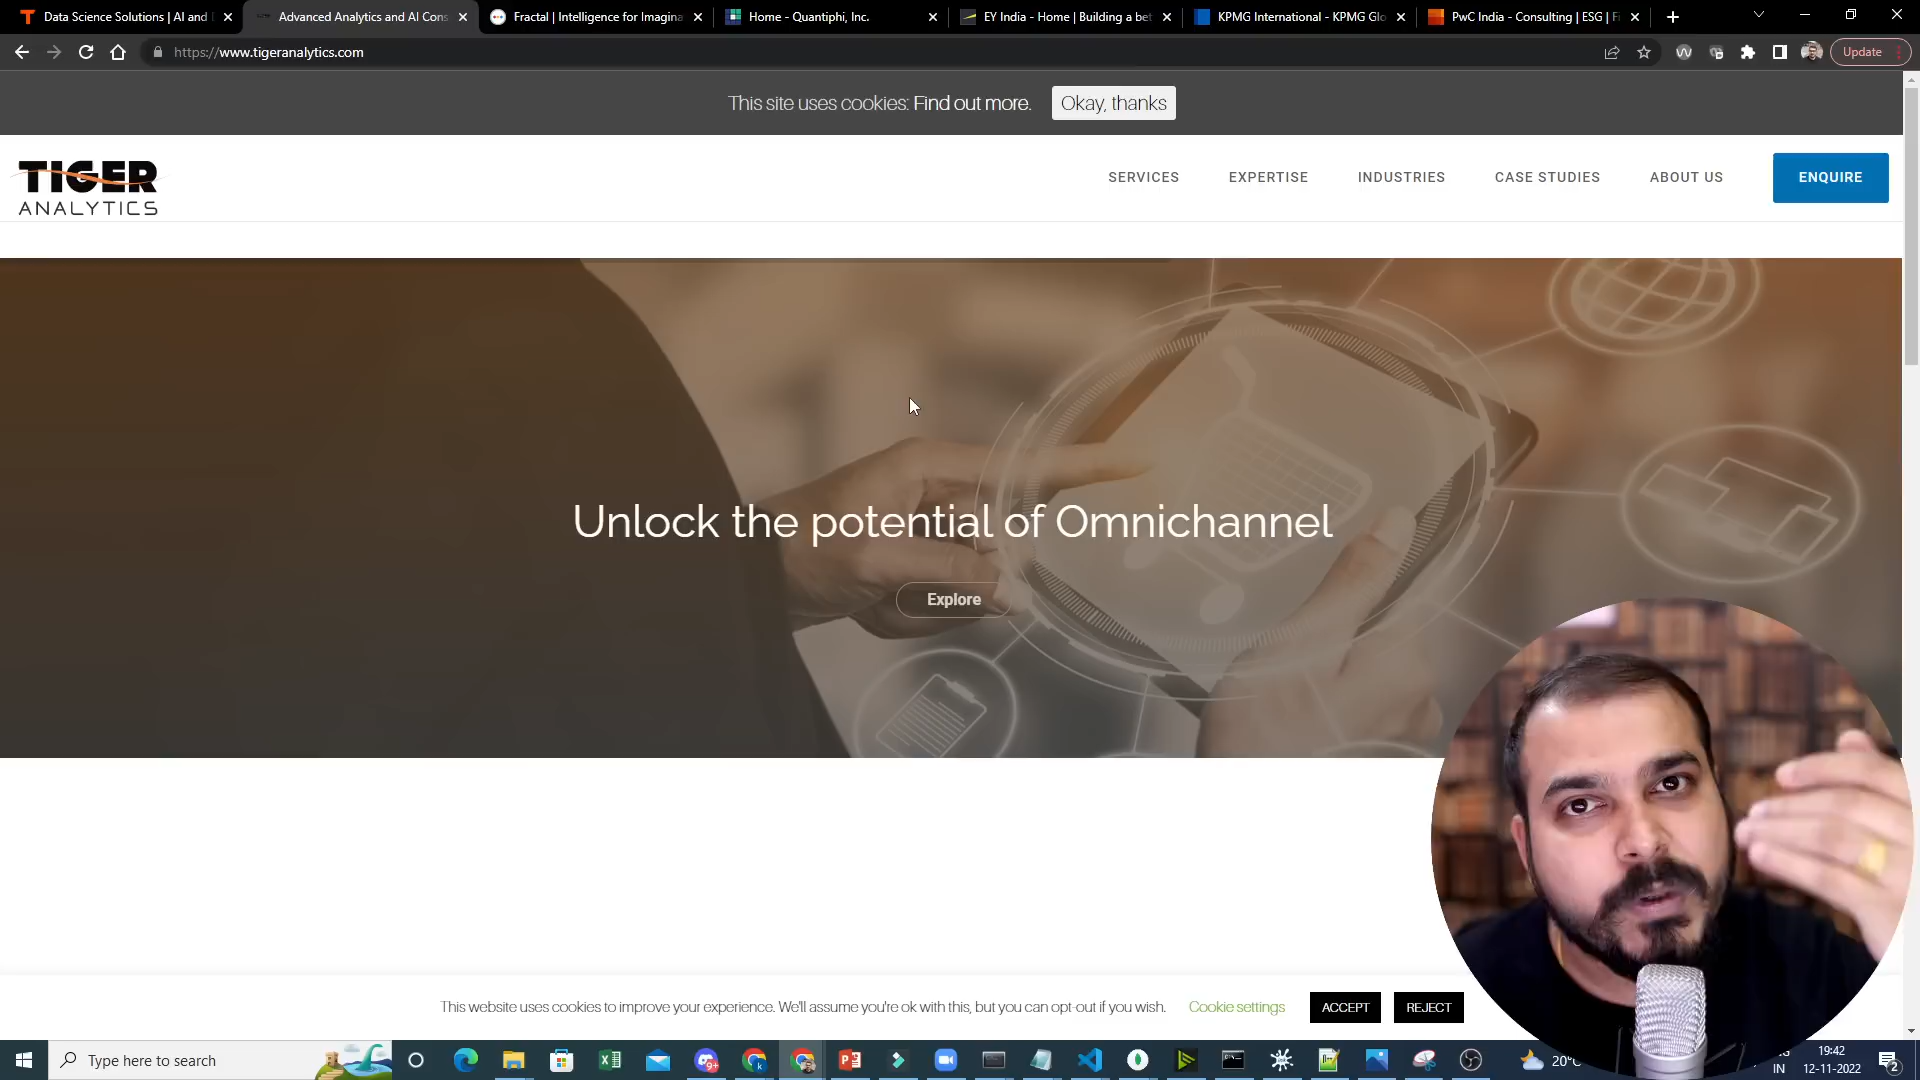 Data Science Solutions | AI and
Advanced Analytics and AI Cons
Fractal | Intelligence for Imagina
Home - Quantiphi, Inc.
EY India - Home | Building a bet
KPMG International - KPMG Glo
PwC India - Consulting | ESG | F
https://www.tigeranalytics.com
Update
This site uses cookies: Find out more.
Okay, thanks
TIGER
ANALYTICS
SERVICES
EXPERTISE
INDUSTRIES
CASE STUDIES
ABOUT US
ENQUIRE
Unlock the potential of Omnichannel
Explore
This website uses cookies to improve your experience. We'll assume you're ok with this, but you can opt-out if you wish.
Cookie settings
ACCEPT
REJECT
Type here to search
20°
19:42
IN
12-11-2022
2